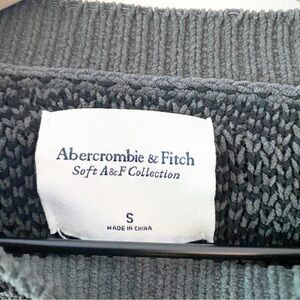 Abercrombie & Fitch
Soft A&F Collection
S
MADE IN CHINA